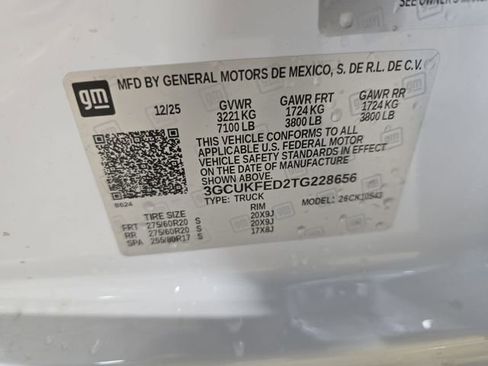 SEE OWNER'S
gm
MFD BY GENERAL MOTORS DE MEXICO, S. DE R.L. DE C.V.
12/25 GVWR GAWR FRT GAWR RR
3221 KG 1724 KG 1724 KG
7100 LB 3800 LB 3800 LB
THIS VEHICLE CONFORMS TO ALL
APPLICABLE U.S. FEDERAL MOTOR
VEHICLE SAFETY STANDARDS IN EFFECT
ON THE DATE OF MANUFACTURE
SHOWN ABOVE.
3GCUKFED2TG228656
TYPE: TRUCK MODEL: 26CK10543
B624
TIRE SIZE RIM
FRT 275/60R20 S 20X9J
RR 275/60R20 S 20X9J
SPA 255/80R17 S 17X8J